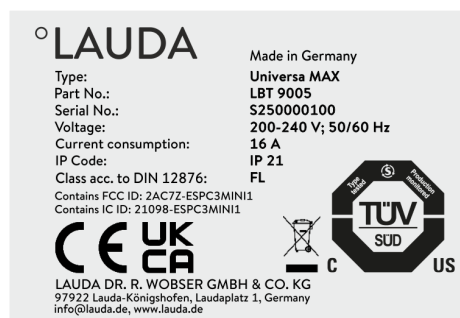 °LAUDA
Made in Germany
Type: Universa MAX
Part No.: LBT 9005
Serial No.: S250000100
Voltage: 200-240 V; 50/60 Hz
Current consumption: 16 A
IP Code: IP 21
Class acc. to DIN 12876: FL
Contains FCC ID: 2AC7Z-ESPC3MINI1
Contains IC ID: 21098-ESPC3MINI1
CE UK
CA
Type tested
S
Production monitored
TÜV
SÜD
C US
LAUDA DR. R. WOBSER GMBH & CO. KG
97922 Lauda-Königshofen, Laudaplatz 1, Germany
info@lauda.de, www.lauda.de